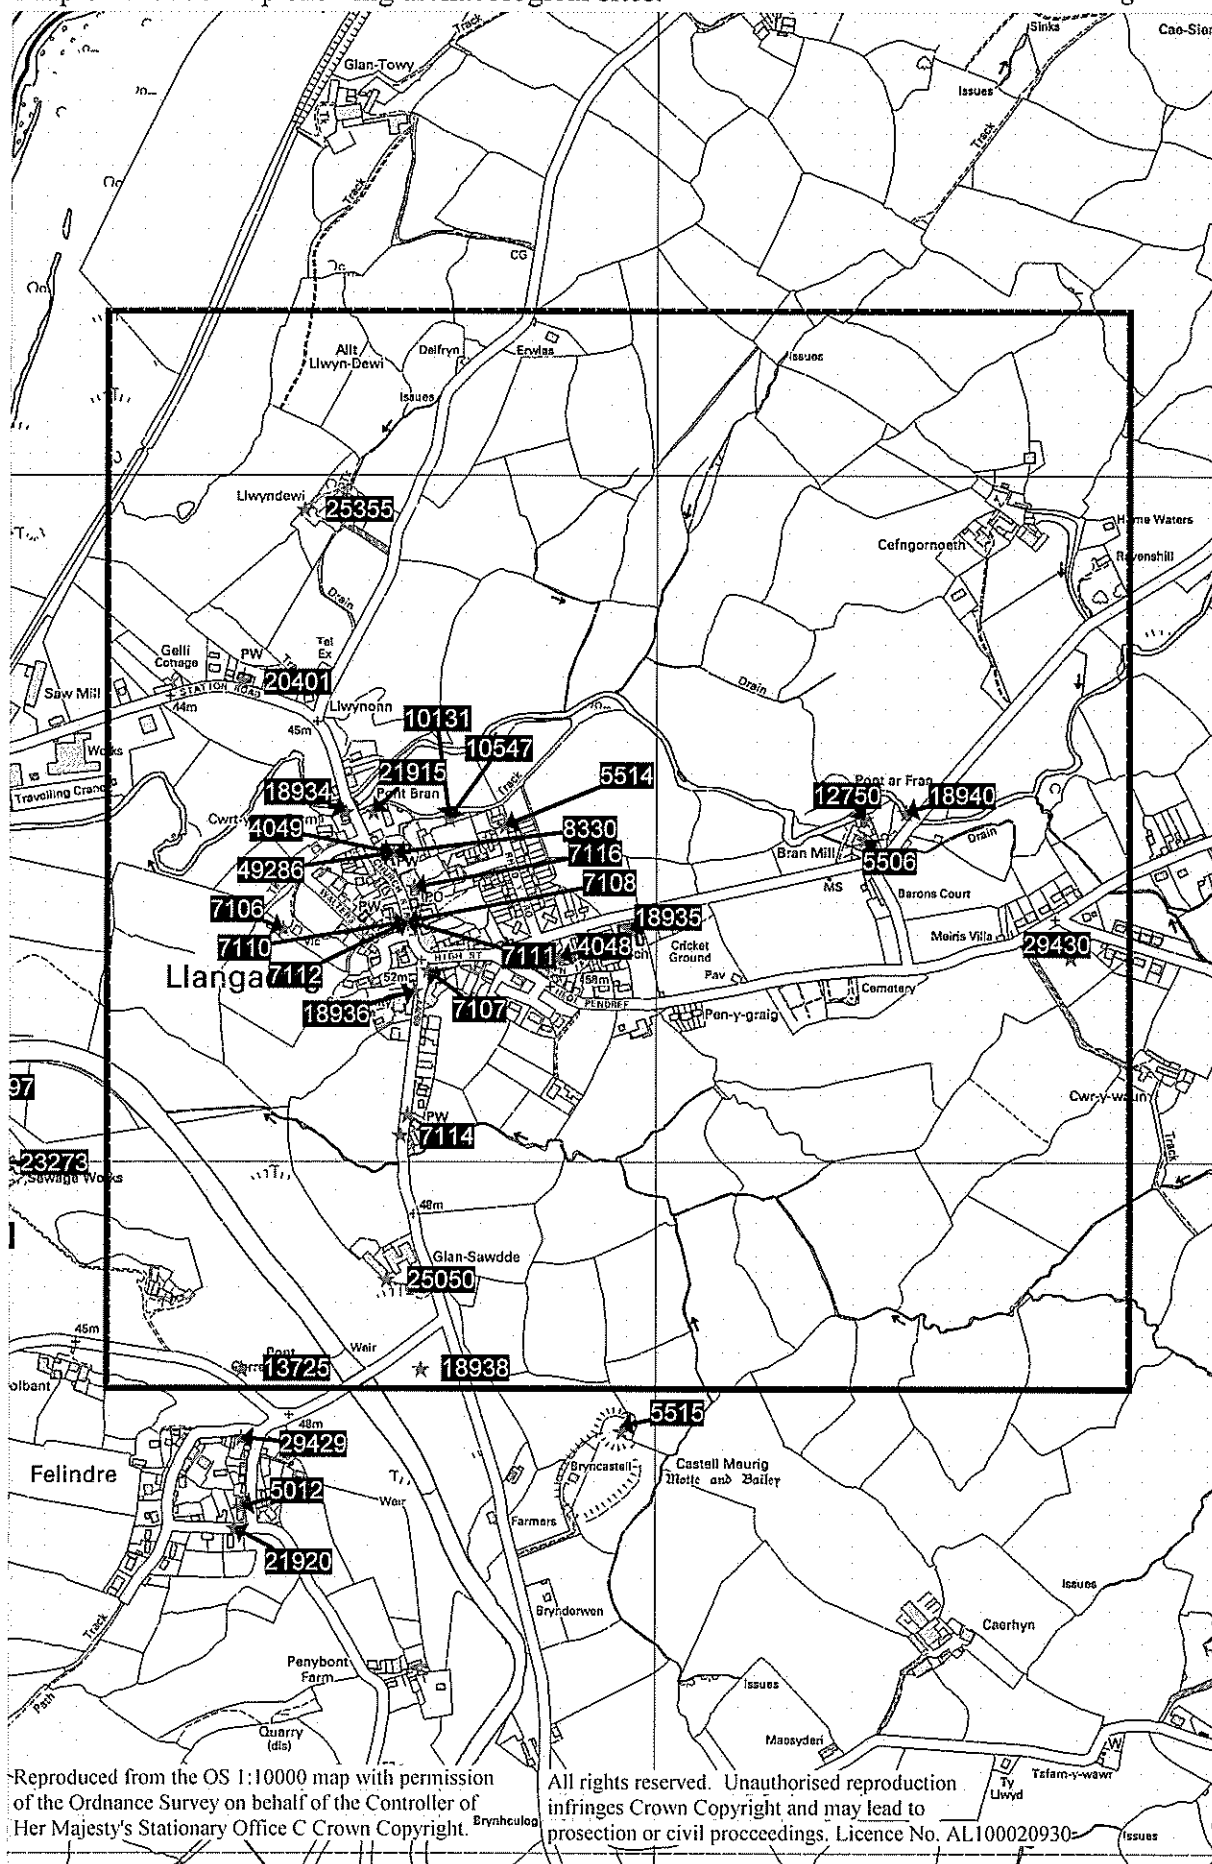 Track
Sinks
Glan-Towy
Issues
Track
Track
CG
Allt
Llwyn-Dewi
Delfryn
Erwlas
Issues
Issues
Llwyndewi
25355
Cefngornoeth
Ravenshill
Drain
Gelli
Cottage
PW
Tel
Ex
Saw Mill
20401
STATION ROAD
44m
Llwynonn
45m
Drain
Works
10131
10547
Travelling Crane
21915
Track
5514
Pont Bran
18934
Pont ar Fran
12750
18940
4049
8330
Drain
49286
PW
7116
Bran Mill
5506
7108
MS
Barons Court
7106
PW
18935
7110
7111
4048
Cricket
Ground
Meiris Villa
29430
HIGH ST
Llanga
7112
52m
Pav
Cemetery
PENDREF
18936
7107
Pen-y-graig
97
Cwr-y-waun
PW
7114
Track
23273
Sewage Works
48m
Glan-Sawdde
25050
45m
Weir
Pont
13725
18938
olbant
5515
48m
29429
Felindre
Bryncastell
Castell Meurig
Motte and Bailey
5012
Weir
Farmers
21920
Issues
Brynderwen
Caerhyn
Track
Penybont
Farm
Path
Issues
Quarry
(dis)
Maesyderi
W
Ty
Llwyd
Tafarn-y-wawr
Reproduced from the OS 1:10000 map with permission
of the Ordnance Survey on behalf of the Controller of
Her Majesty's Stationary Office C Crown Copyright.
Brynhculog
All rights reserved. Unauthorised reproduction
infringes Crown Copyright and may lead to
prosection or civil procceedings. Licence No. AL100020930
Issues